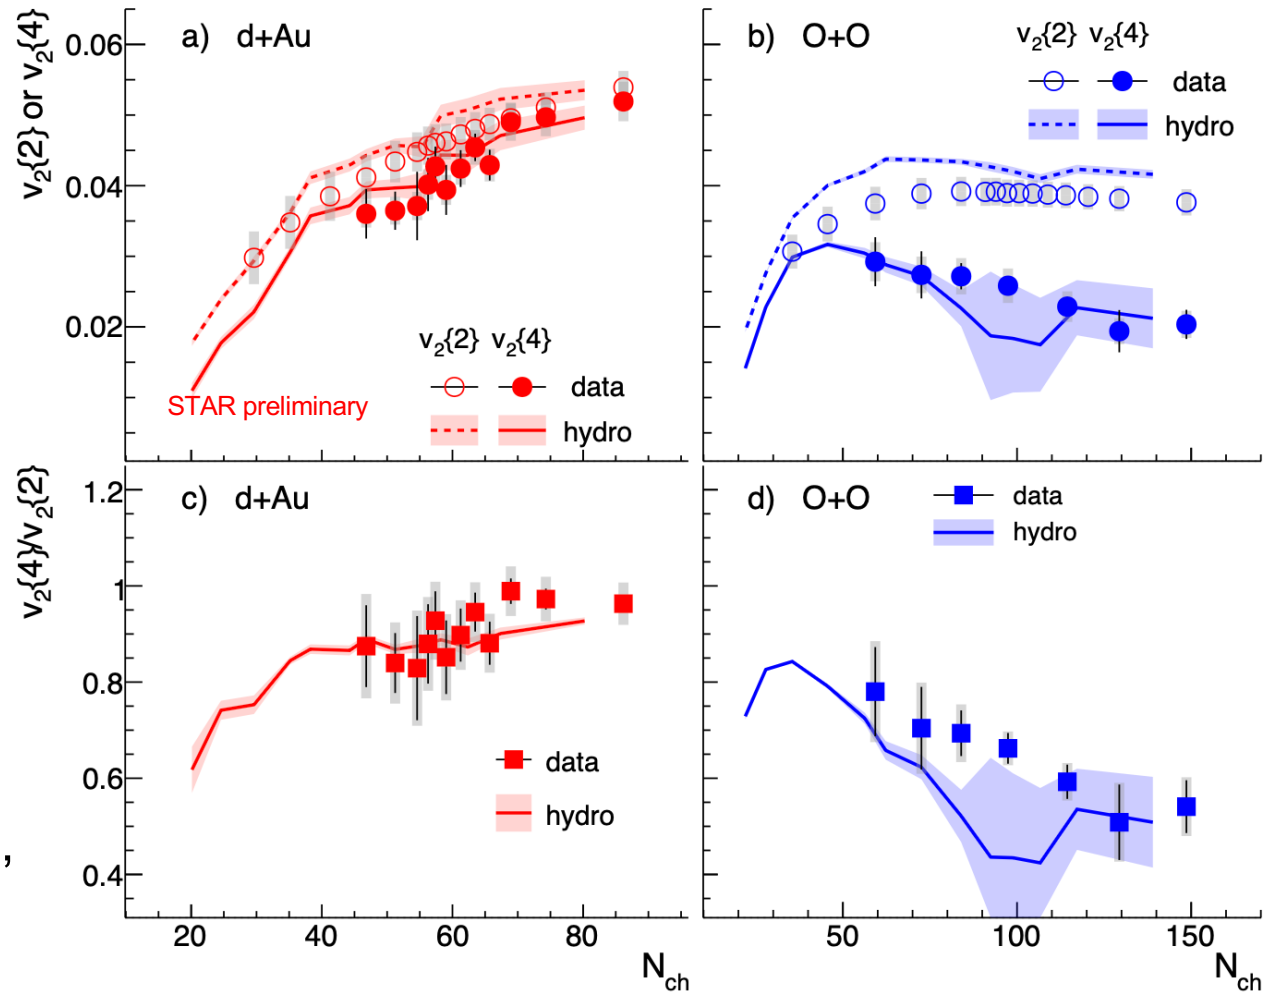 v2{2} or v2{4}
0.06
0.04
0.02
a) d+Au
v2{2} v2{4}
data
hydro
STAR preliminary
b) O+O
v2{2} v2{4}
data
hydro
v2{4}/v2{2}
1.2
1
0.8
0.6
0.4
c) d+Au
data
hydro
d) O+O
data
hydro
,
20 40 60 80
Nch
50 100 150
Nch